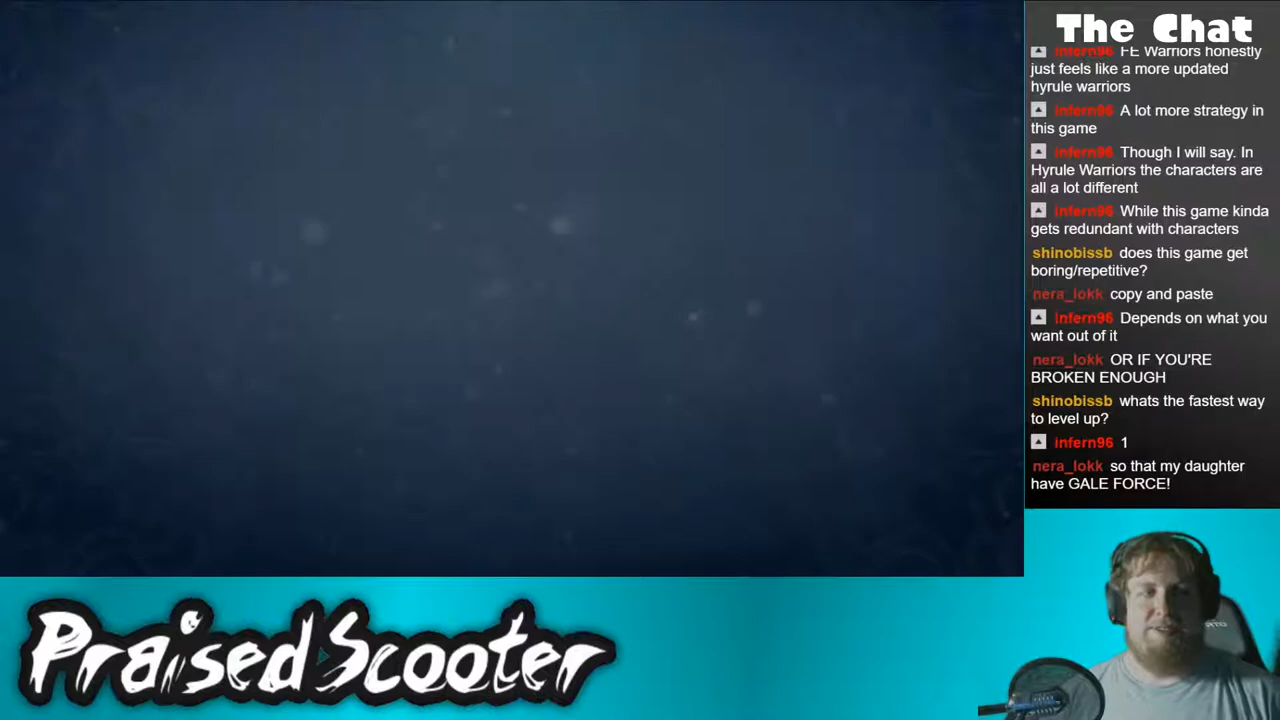 The Chat
infern96 FE Warriors honestly
just feels like a more updated
hyrule warriors
infern96 A lot more strategy in
this game
infern96 Though I will say. In
Hyrule Warriors the characters are
all a lot different
infern96 While this game kinda
gets redundant with characters
shinobissb does this game get
boring/repetitive?
nera_lokk copy and paste
infern96 Depends on what you
want out of it
nera_lokk OR IF YOU'RE
BROKEN ENOUGH
shinobissb whats the fastest way
to level up?
infern96 1
nera_lokk so that my daughter
have GALE FORCE!
PraisedScooter